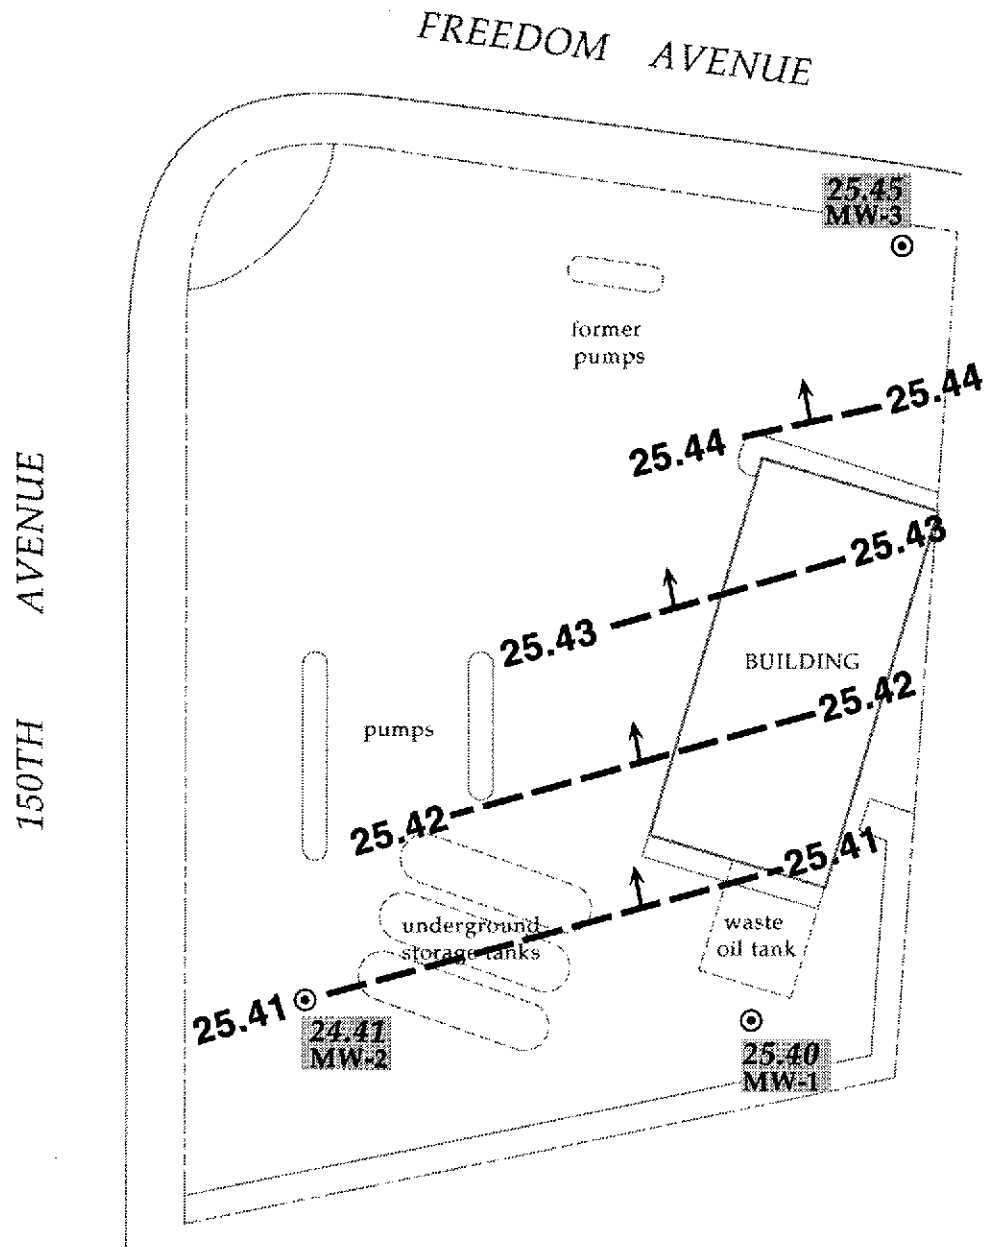 FREEDOM AVENUE
25.45
MW-3
former
pumps
25.44
25.44
150TH AVENUE
25.43
25.43
BUILDING
25.42
pumps
25.42
25.41
underground
storage tanks
waste
oil tank
25.41
24.41
MW-2
25.40
MW-1